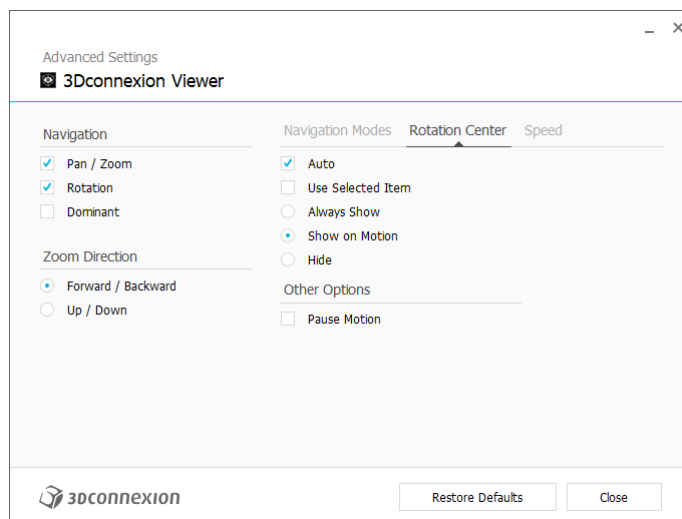 Advanced Settings
3Dconnexion Viewer
Navigation
Pan / Zoom
Rotation
Dominant
Zoom Direction
Forward / Backward
Up / Down
Navigation Modes Rotation Center Speed
Auto
Use Selected Item
Always Show
Show on Motion
Hide
Other Options
Pause Motion
3Dconnexion
Restore Defaults Close